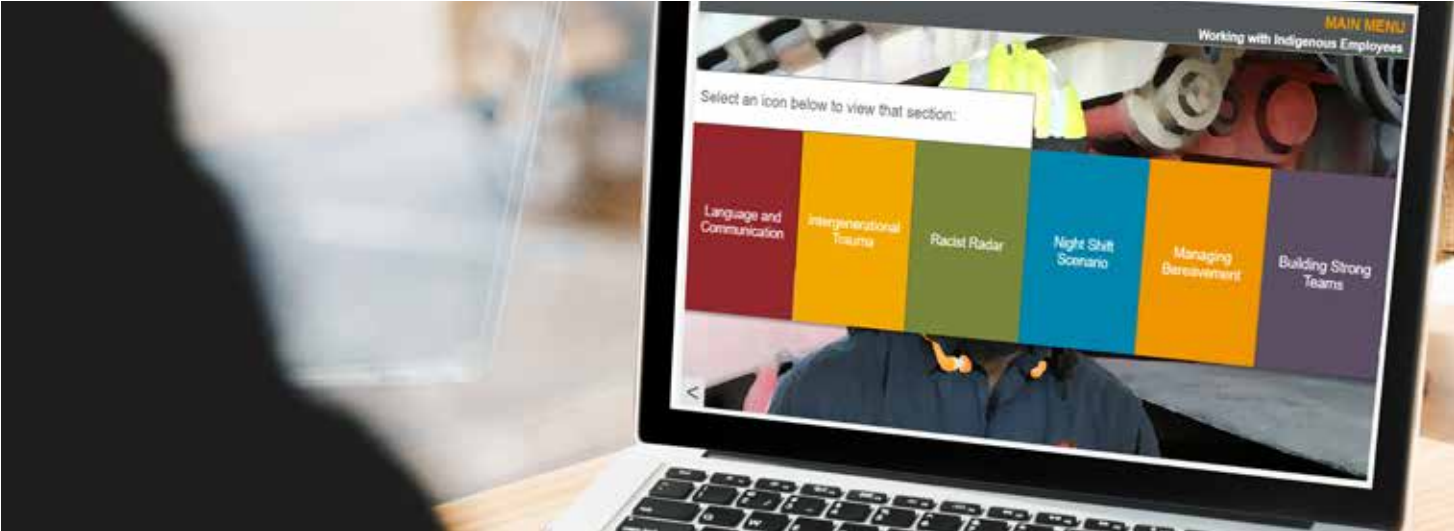 MAIN MENU
Working with Indigenous Employees
Select an icon below to view that section:
Language and
Communication
Intergenerational
Trauma
Racist Radar
Night Shift
Scenario
Managing
Bereavement
Building Strong
Teams
<